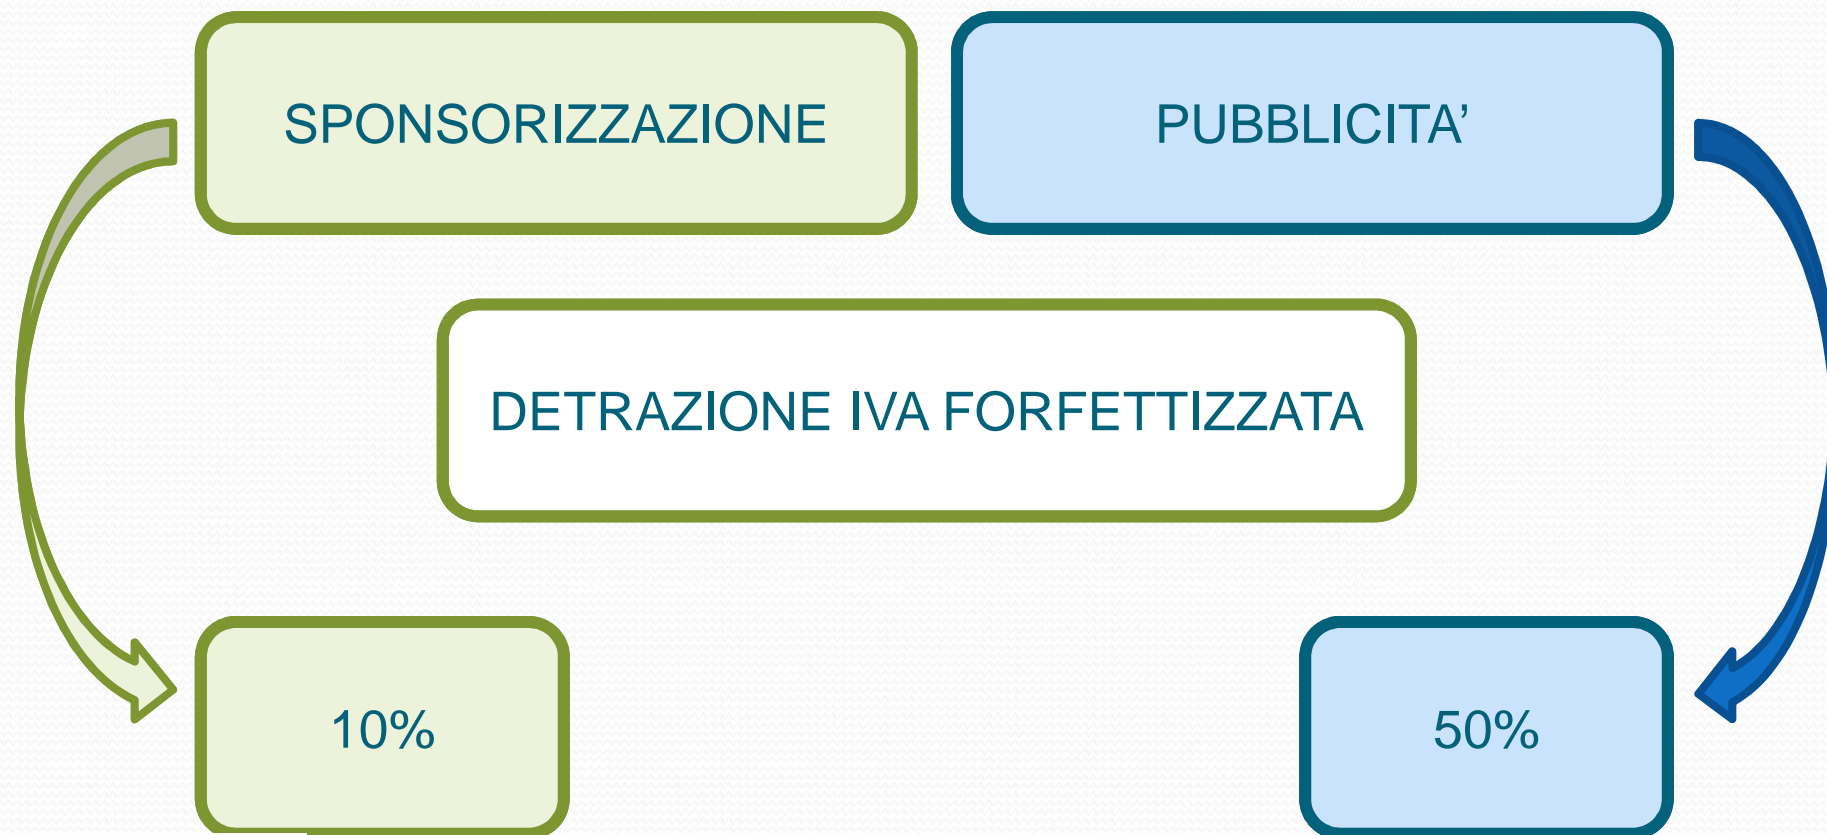 SPONSORIZZAZIONE
PUBBLICITA’
DETRAZIONE IVA FORFETTIZZATA
10%
50%